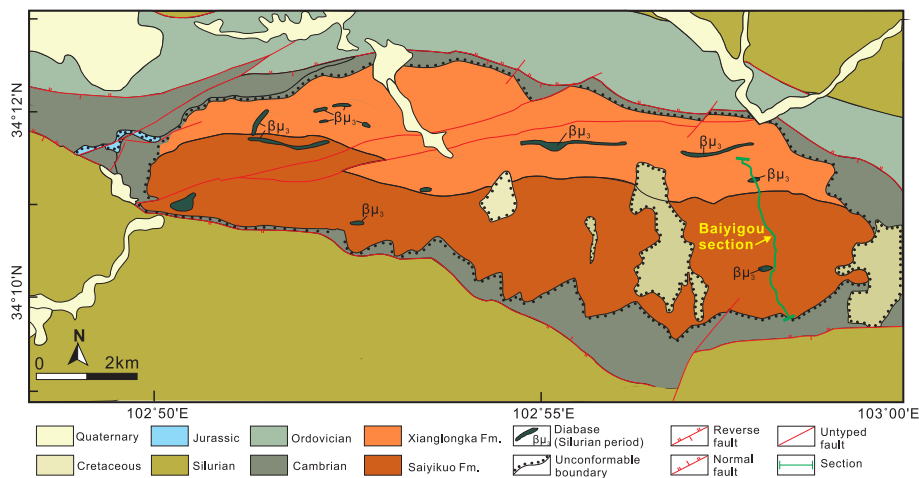 34°12'N
34°10'N
βμ3
βμ3
βμ3
βμ3
βμ3
βμ3
βμ3
Baiyigou
section
N
0
2km
102°50'E
102°55'E
103°00'E
Quaternary
Jurassic
Ordovician
Xianglongka Fm.
βμ3
Diabase
(Silurian period)
Reverse
fault
Untyped
fault
Cretaceous
Silurian
Cambrian
Saiyikuo Fm.
Unconformable
boundary
Normal
fault
Section